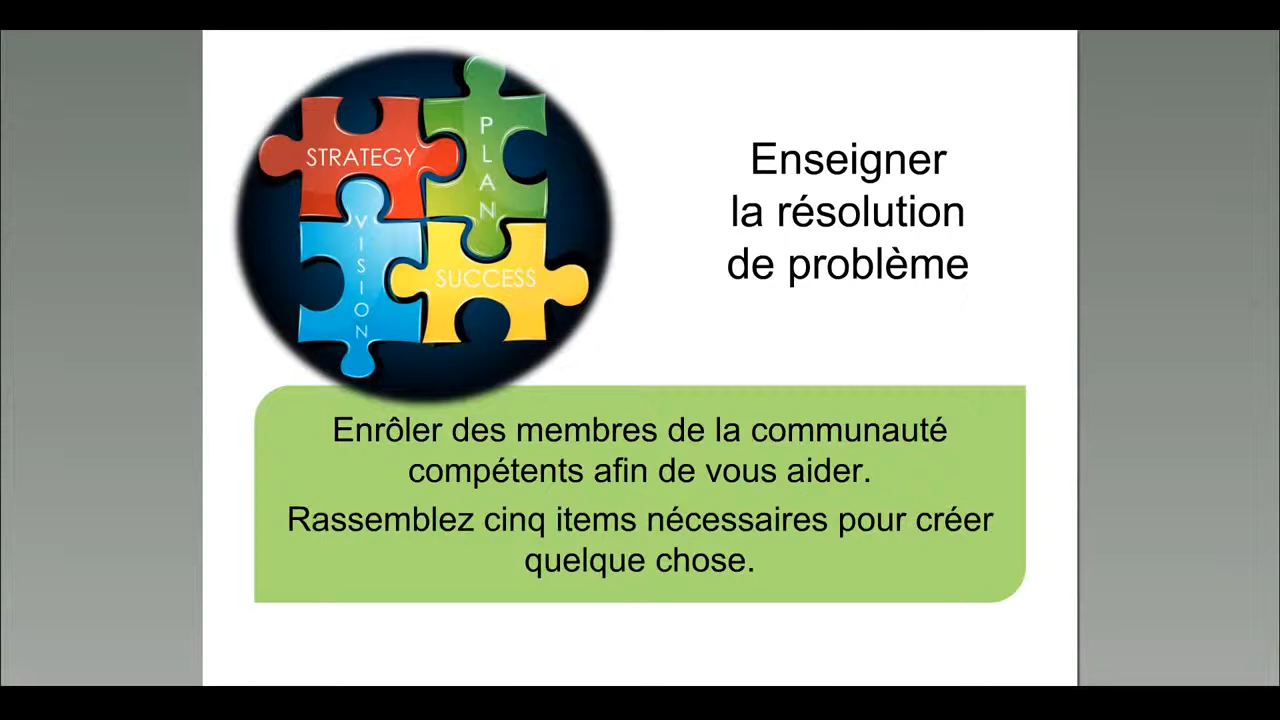 STRATEGY
PLAN
VISION
SUCCESS
Enseigner
la résolution
de problème
Enrôler des membres de la communauté
compétents afin de vous aider.
Rassemblez cinq items nécessaires pour créer
quelque chose.